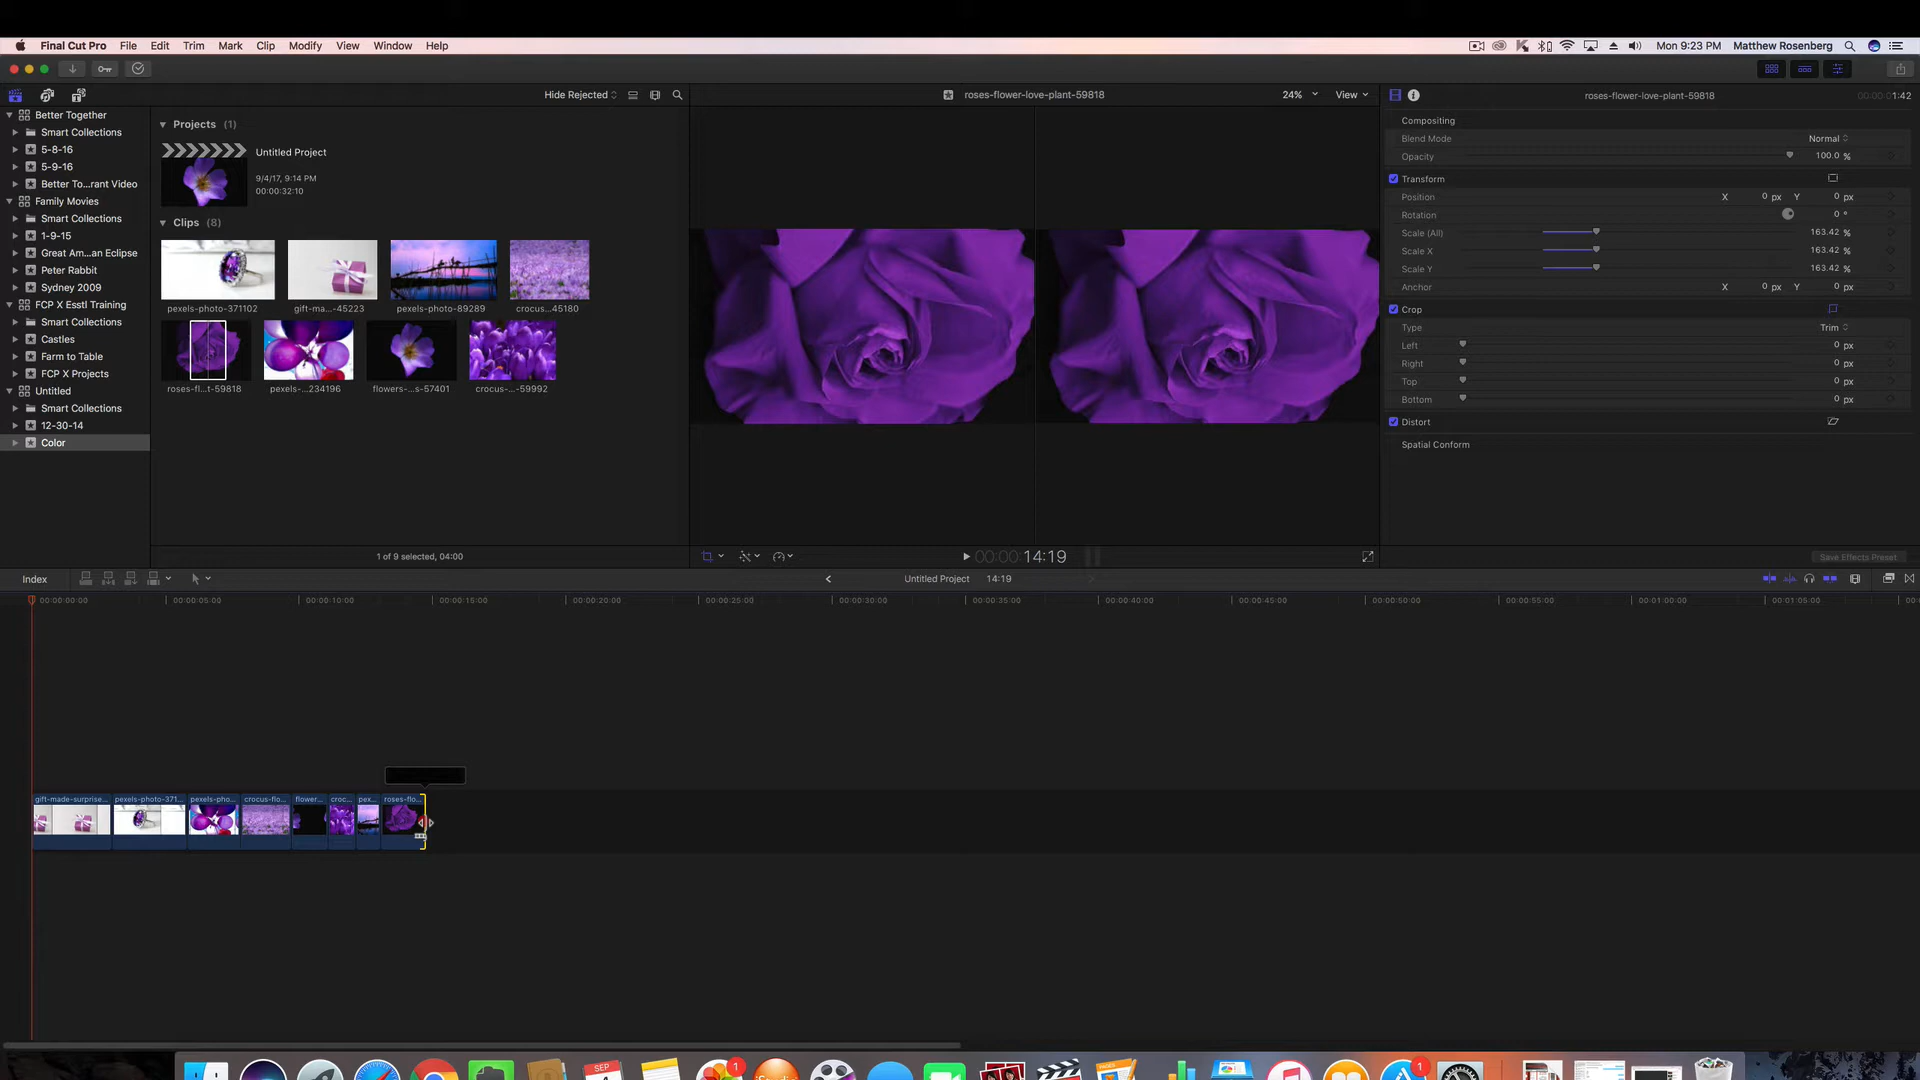 Final Cut Pro File Edit Trim Mark Clip Modify View Window Help
Mon 9:23 PM Matthew Rosenberg
Hide Rejected
roses-flower-love-plant-59818
24% View
roses-flower-love-plant-59818
1:42
Better Together
Smart Collections
5-8-16
5-9-16
Better To...rant Video
Family Movies
Smart Collections
1-9-15
Great Am...an Eclipse
Peter Rabbit
Sydney 2009
FCP X Esstl Training
Smart Collections
Castles
Farm to Table
FCP X Projects
Untitled
Smart Collections
12-30-14
Color
Projects (1)
Untitled Project
9/4/17, 9:14 PM
00:00:32:10
Clips (8)
pexels-photo-371102
gift-ma...-45223
pexels-photo-89289
crocus...45180
roses-fl...t-59818
pexels-...234196
flowers-...s-57401
crocus-...-59992
1 of 9 selected, 04:00
00:00:14:19
Compositing
Blend Mode Normal
Opacity 100.0 %
Transform
Position X 0 px Y 0 px
Rotation 0 °
Scale (All) 163.42 %
Scale X 163.42 %
Scale Y 163.42 %
Anchor X 0 px Y 0 px
Crop
Type Trim
Left 0 px
Right 0 px
Top 0 px
Bottom 0 px
Distort
Spatial Conform
Save Effects Preset
Index
Untitled Project 14:19
00:00:00:00 00:00:05:00 00:00:10:00 00:00:15:00 00:00:20:00 00:00:25:00 00:00:30:00 00:00:35:00 00:00:40:00 00:00:45:00 00:00:50:00 00:00:55:00 00:01:00:00 00:01:05:00
gift-made-surprise... pexels-photo-371... pexels-pho... crocus-flo... flower... croc... pex... roses-flo...
SEP
1
1